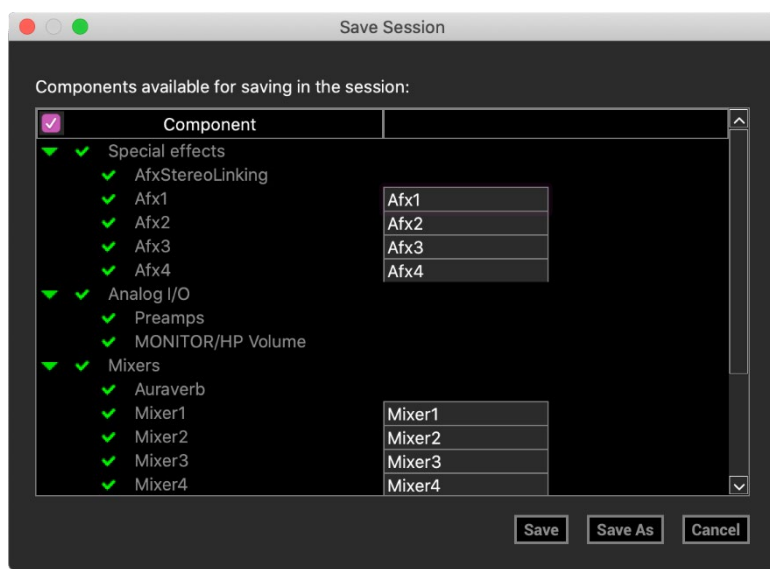 Save Session
Components available for saving in the session:
Component
Special effects
AfxStereoLinking
Afx1 Afx1
Afx2 Afx2
Afx3 Afx3
Afx4 Afx4
Analog I/O
Preamps
MONITOR/HP Volume
Mixers
Auraverb
Mixer1 Mixer1
Mixer2 Mixer2
Mixer3 Mixer3
Mixer4 Mixer4
Save Save As Cancel